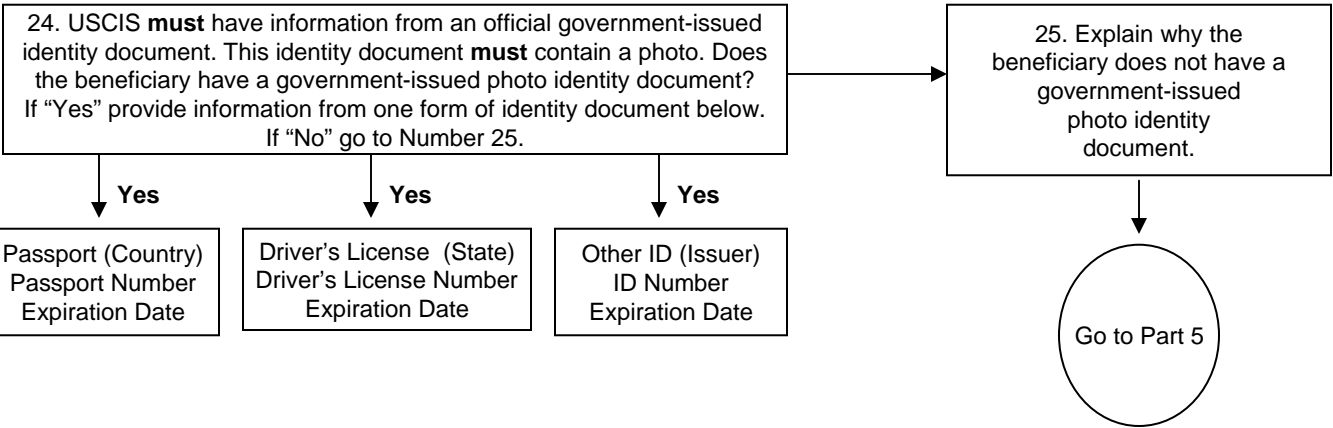 24. USCIS must have information from an official government-issued
identity document. This identity document must contain a photo. Does
the beneficiary have a government-issued photo identity document?
If “Yes” provide information from one form of identity document below.
If “No” go to Number 25.
25. Explain why the
beneficiary does not have a
government-issued
photo identity
document.
Yes
Yes
Yes
Passport (Country)
Passport Number
Expiration Date
Driver’s License (State)
Driver’s License Number
Expiration Date
Other ID (Issuer)
ID Number
Expiration Date
Go to Part 5